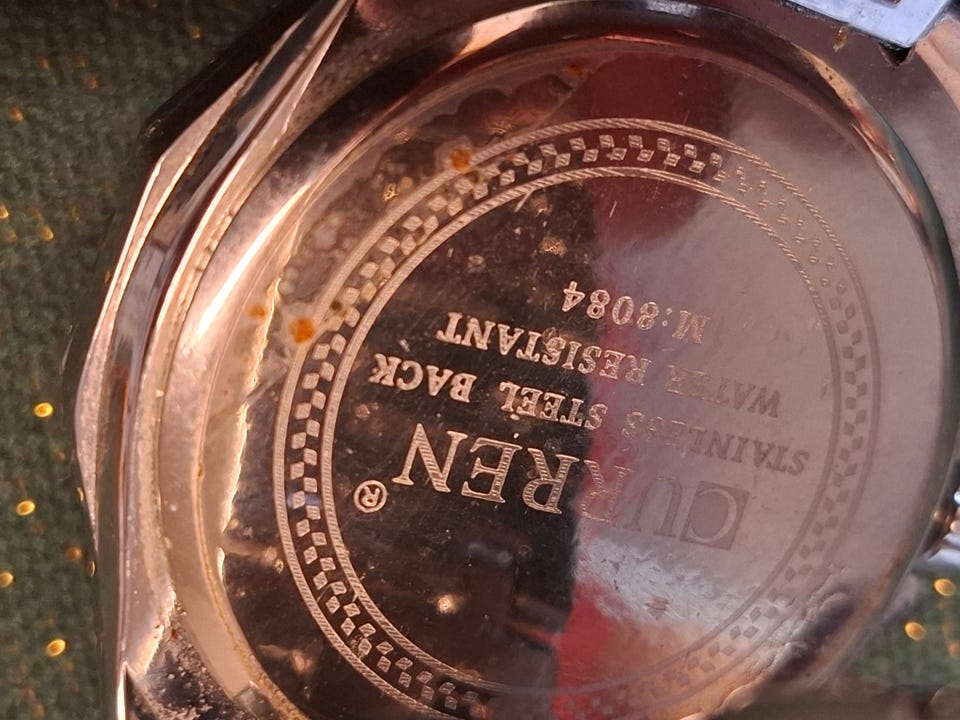 CURREN®
STAINLESS STEEL BACK
WATER RESISTANT
M:8084